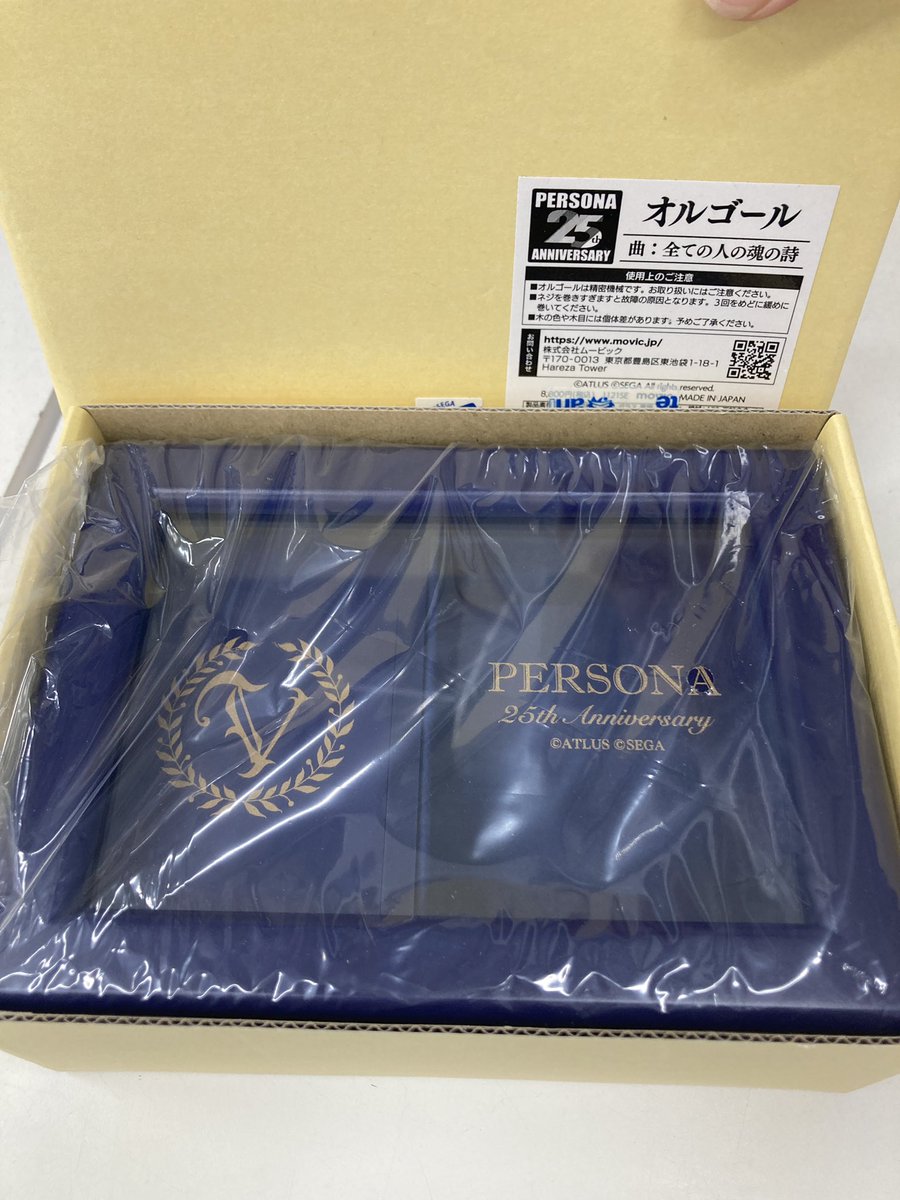 PERSONA
25th
ANNIVERSARY
オルゴール
曲：全ての人の魂の詩
使用上のご注意
■オルゴールは精密機械です。お取り扱いにはご注意ください。
■ネジを巻きすぎますと故障の原因となります。3回をめどに緩めに
巻いてください。
■木の色や木目には個体差があります。予めご了承ください。
お問い合わせ
https://www.movic.jp/
株式会社ムービック
〒170-0013 東京都豊島区東池袋1-18-1
Hareza Tower
©ATLUS ©SEGA All rights reserved.
MADE IN JAPAN
SEGA
V
PERSONA
25th Anniversary
©ATLUS ©SEGA